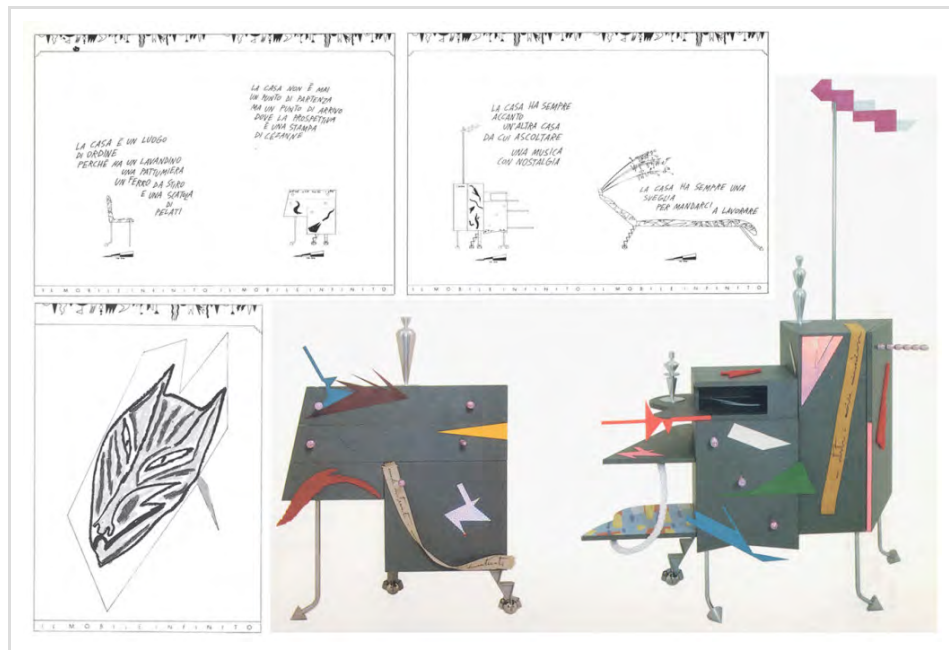 LA CASA È UN LUOGO
DI ORDINE
PERCHÉ HA UN LAVANDINO
UNA PATTUMIERA
UN FERRO DA STIRO
E UNA SCATOLA
DI
PELATI
LA CASA NON È MAI
UN PUNTO DI PARTENZA
MA UN PUNTO DI ARRIVO
DOVE LA PROSPETTIVA
È UNA STAMPA
DI CÉZANNE
IL MOBILE INFINITO IL MOBILE INFINITO
LA CASA HA SEMPRE
ACCANTO
UN'ALTRA CASA
DA CUI ASCOLTARE
UNA MUSICA
CON NOSTALGIA
LA CASA HA SEMPRE UNA
SVEGLIA
PER MANDARCI A LAVORARE
IL MOBILE INFINITO IL MOBILE INFINITO
IL MOBILE INFINITO